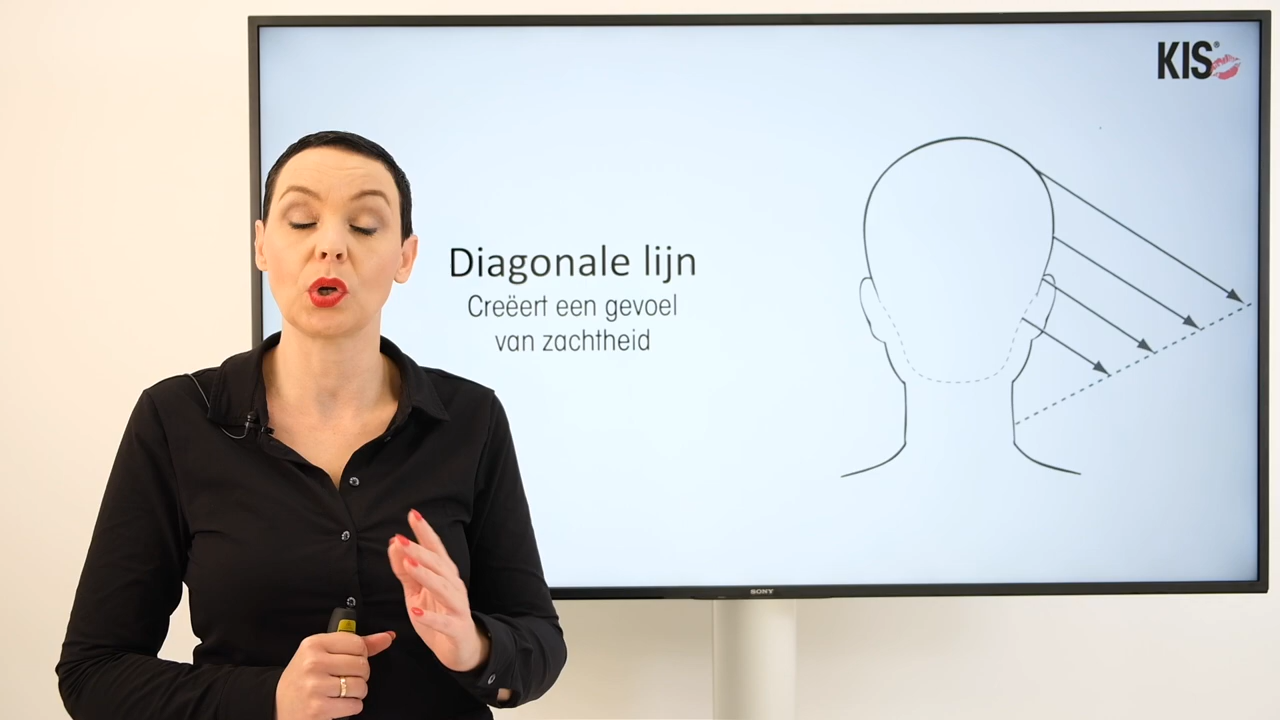 KIS®
Diagonale lijn
Creëert een gevoel
van zachtheid
SONY